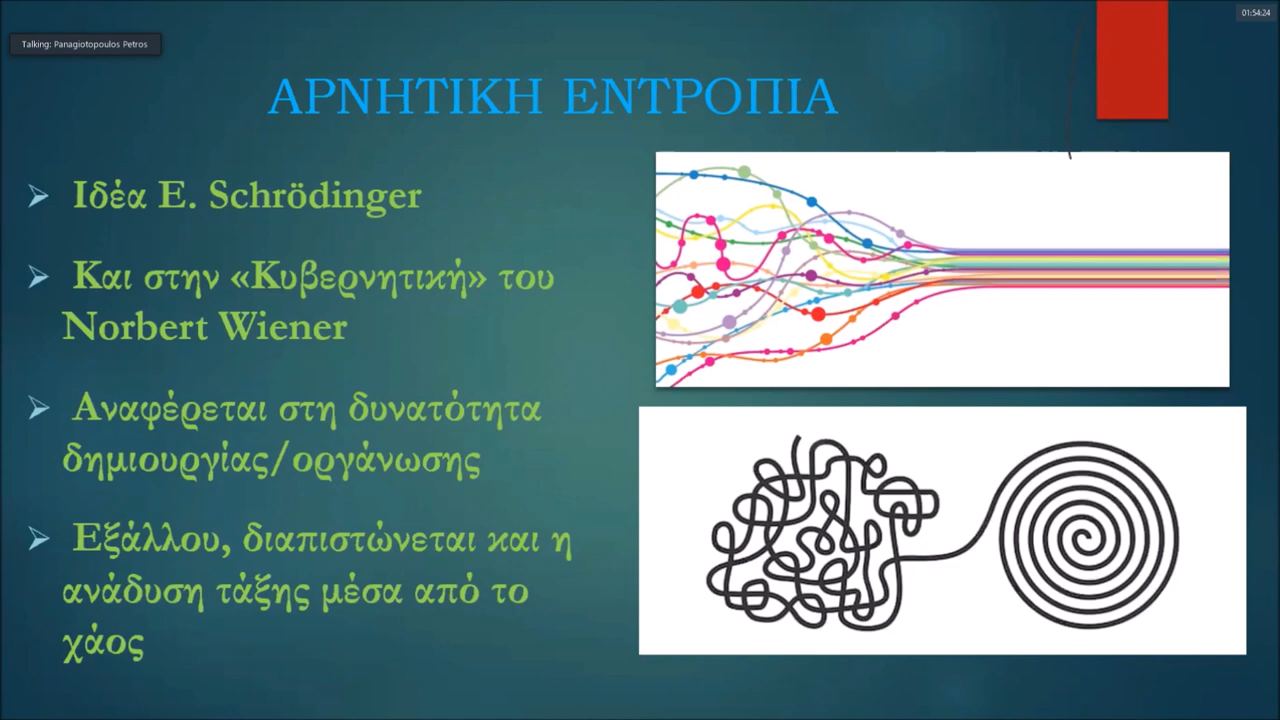 01:54:24
Talking: Panagiotopoulos Petros
ΑΡΝΗΤΙΚΗ ΕΝΤΡΟΠΙΑ
Ιδέα E. Schrödinger
Και στην «Κυβερνητική» του
Norbert Wiener
Αναφέρεται στη δυνατότητα
δημιουργίας/οργάνωσης
Εξάλλου, διαπιστώνεται και η
ανάδυση τάξης μέσα από το
χάος